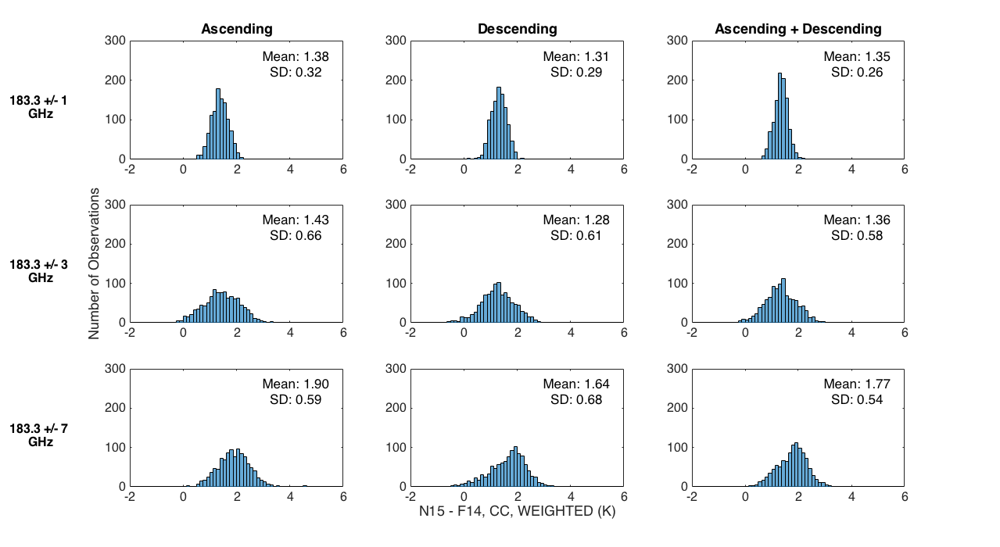 Ascending
Descending
Ascending + Descending
183.3 +/- 1
GHz
300
200
100
0
-2
0
2
4
6
Mean: 1.38
SD: 0.32
300
200
100
0
-2
0
2
4
6
Mean: 1.31
SD: 0.29
300
200
100
0
-2
0
2
4
6
Mean: 1.35
SD: 0.26
183.3 +/- 3
GHz
Number of Observations
300
200
100
0
-2
0
2
4
6
Mean: 1.43
SD: 0.66
300
200
100
0
-2
0
2
4
6
Mean: 1.28
SD: 0.61
300
200
100
0
-2
0
2
4
6
Mean: 1.36
SD: 0.58
183.3 +/- 7
GHz
300
200
100
0
-2
0
2
4
6
Mean: 1.90
SD: 0.59
300
200
100
0
-2
0
2
4
6
Mean: 1.64
SD: 0.68
300
200
100
0
-2
0
2
4
6
Mean: 1.77
SD: 0.54
N15 - F14, CC, WEIGHTED (K)